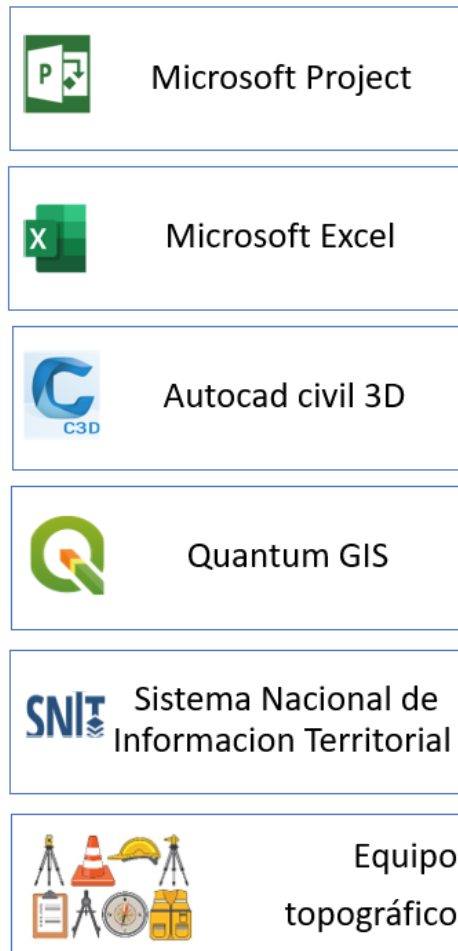 P
Microsoft Project
X
Microsoft Excel
C3D
Autocad civil 3D
Quantum GIS
SNIT
Sistema Nacional de
Informacion Territorial
Equipo
topográfico